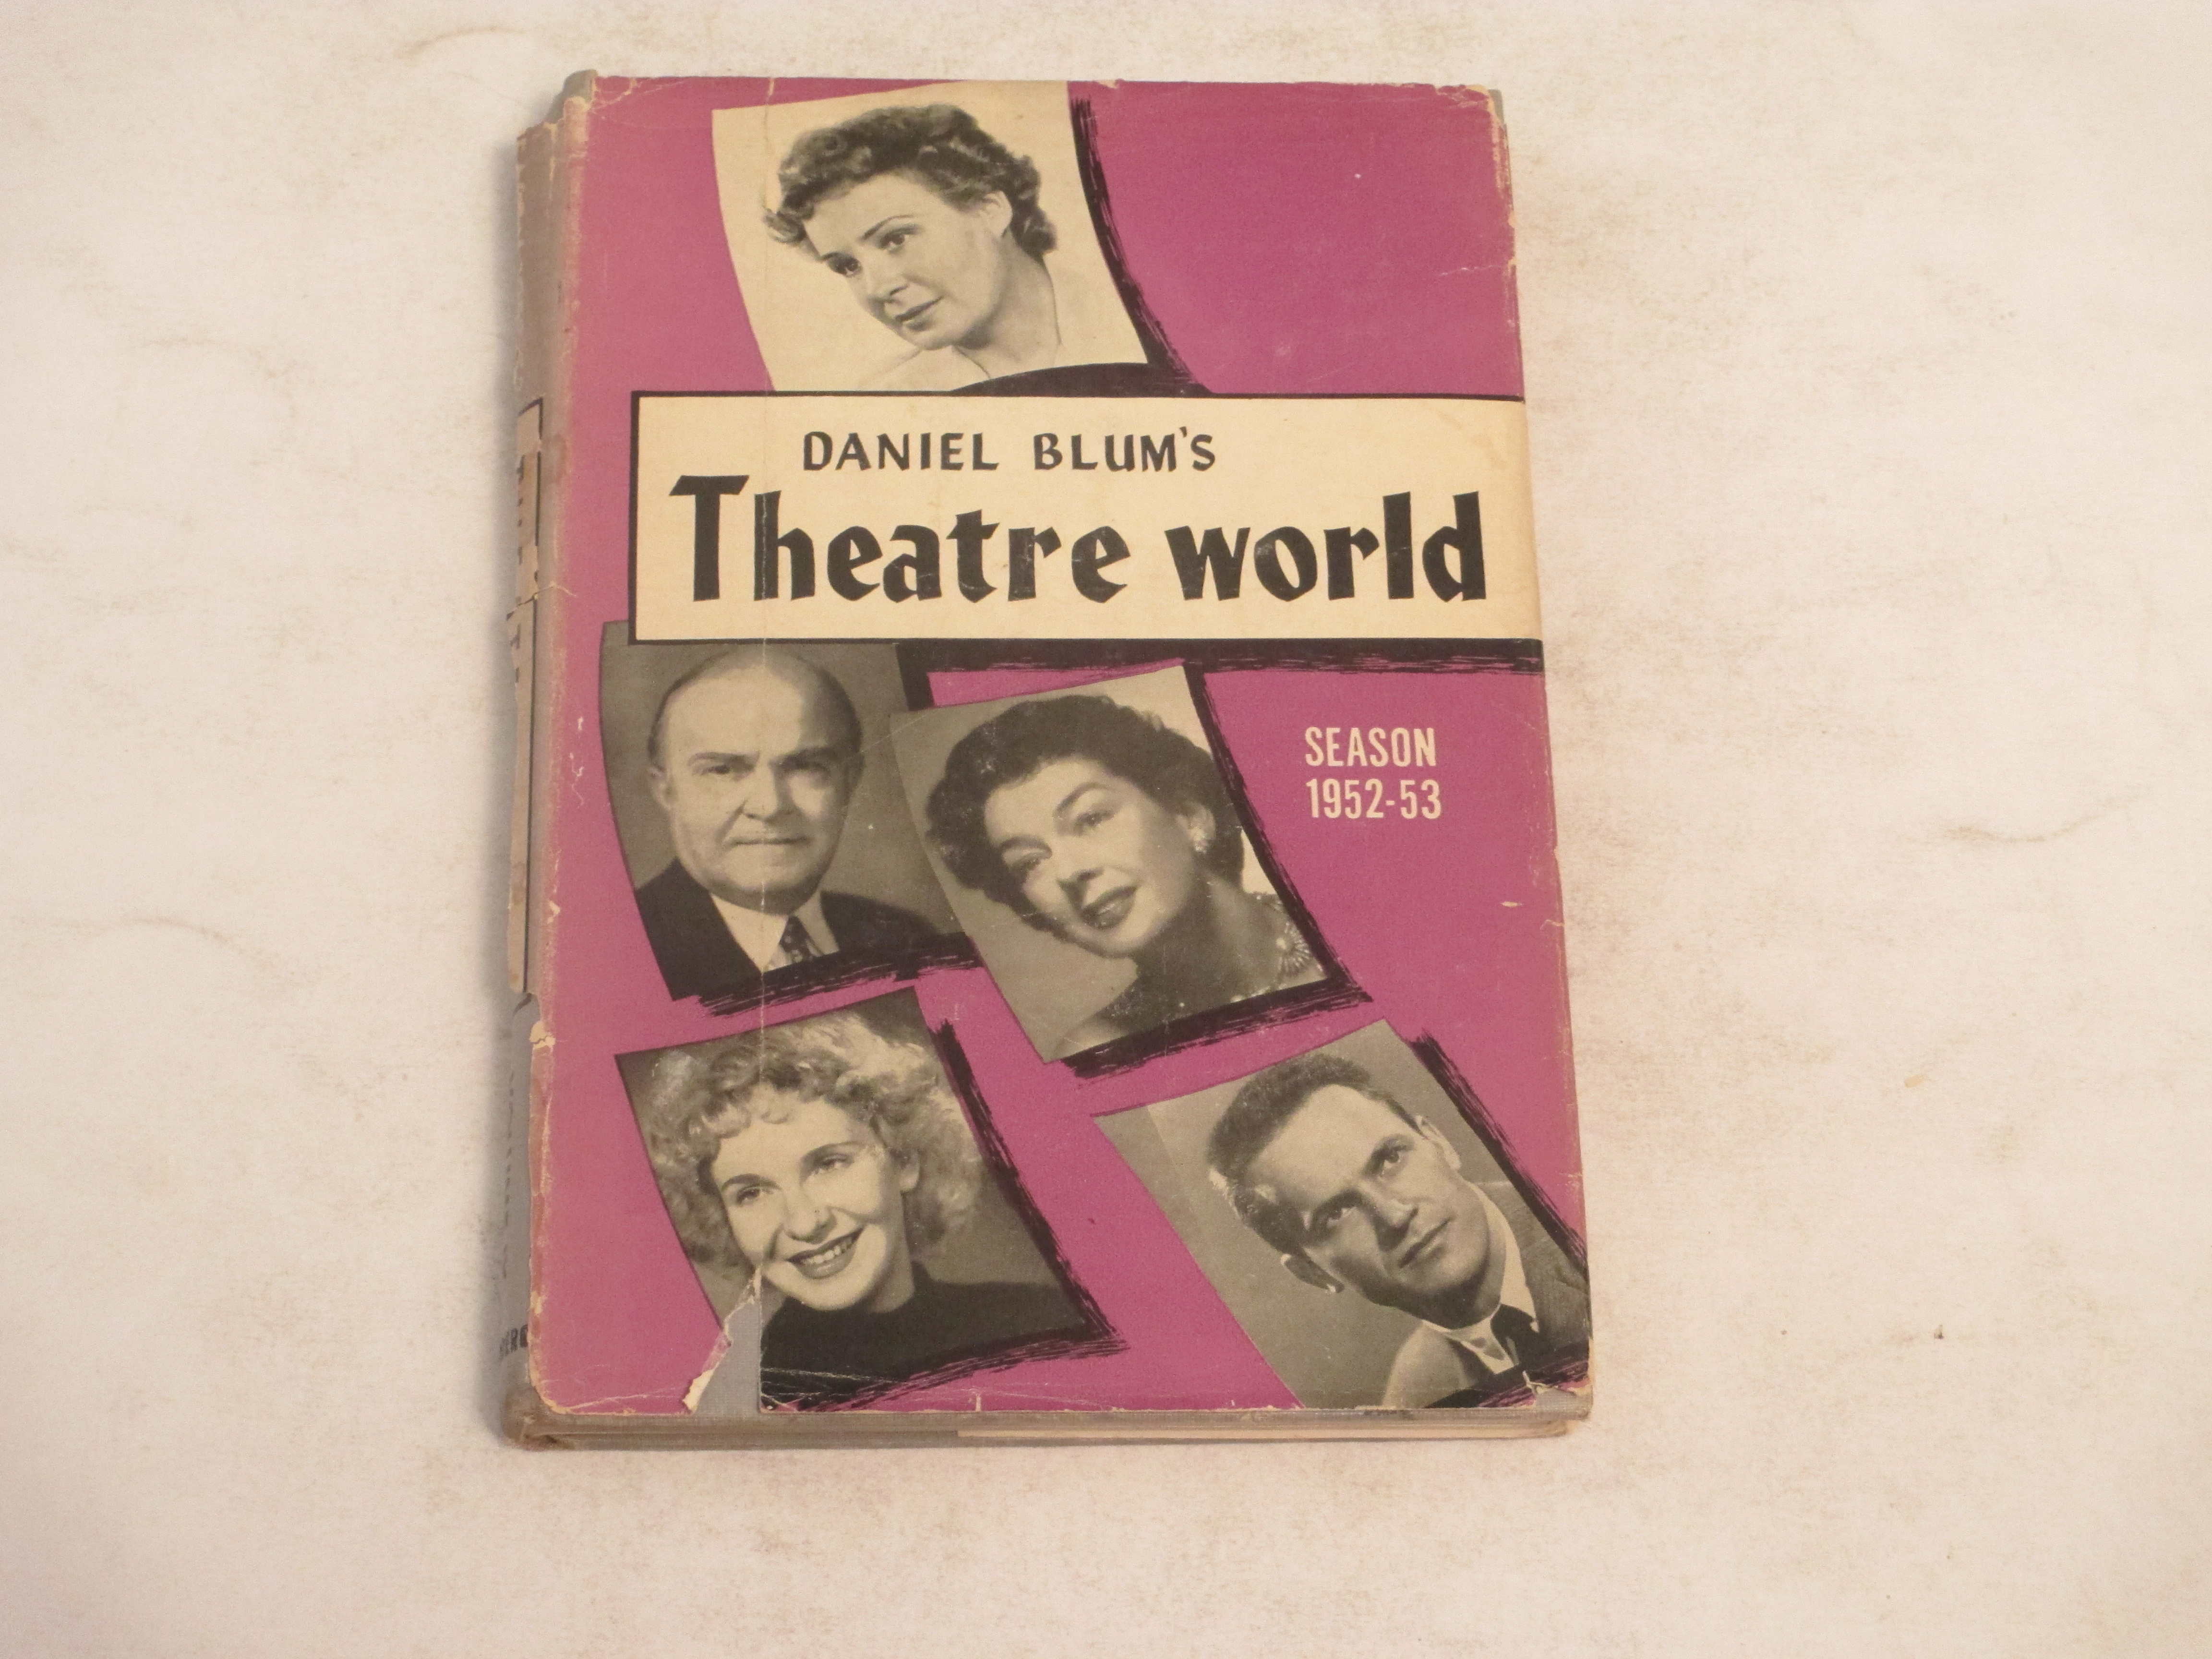 DANIEL BLUM'S
Theatre world
SEASON
1952-53